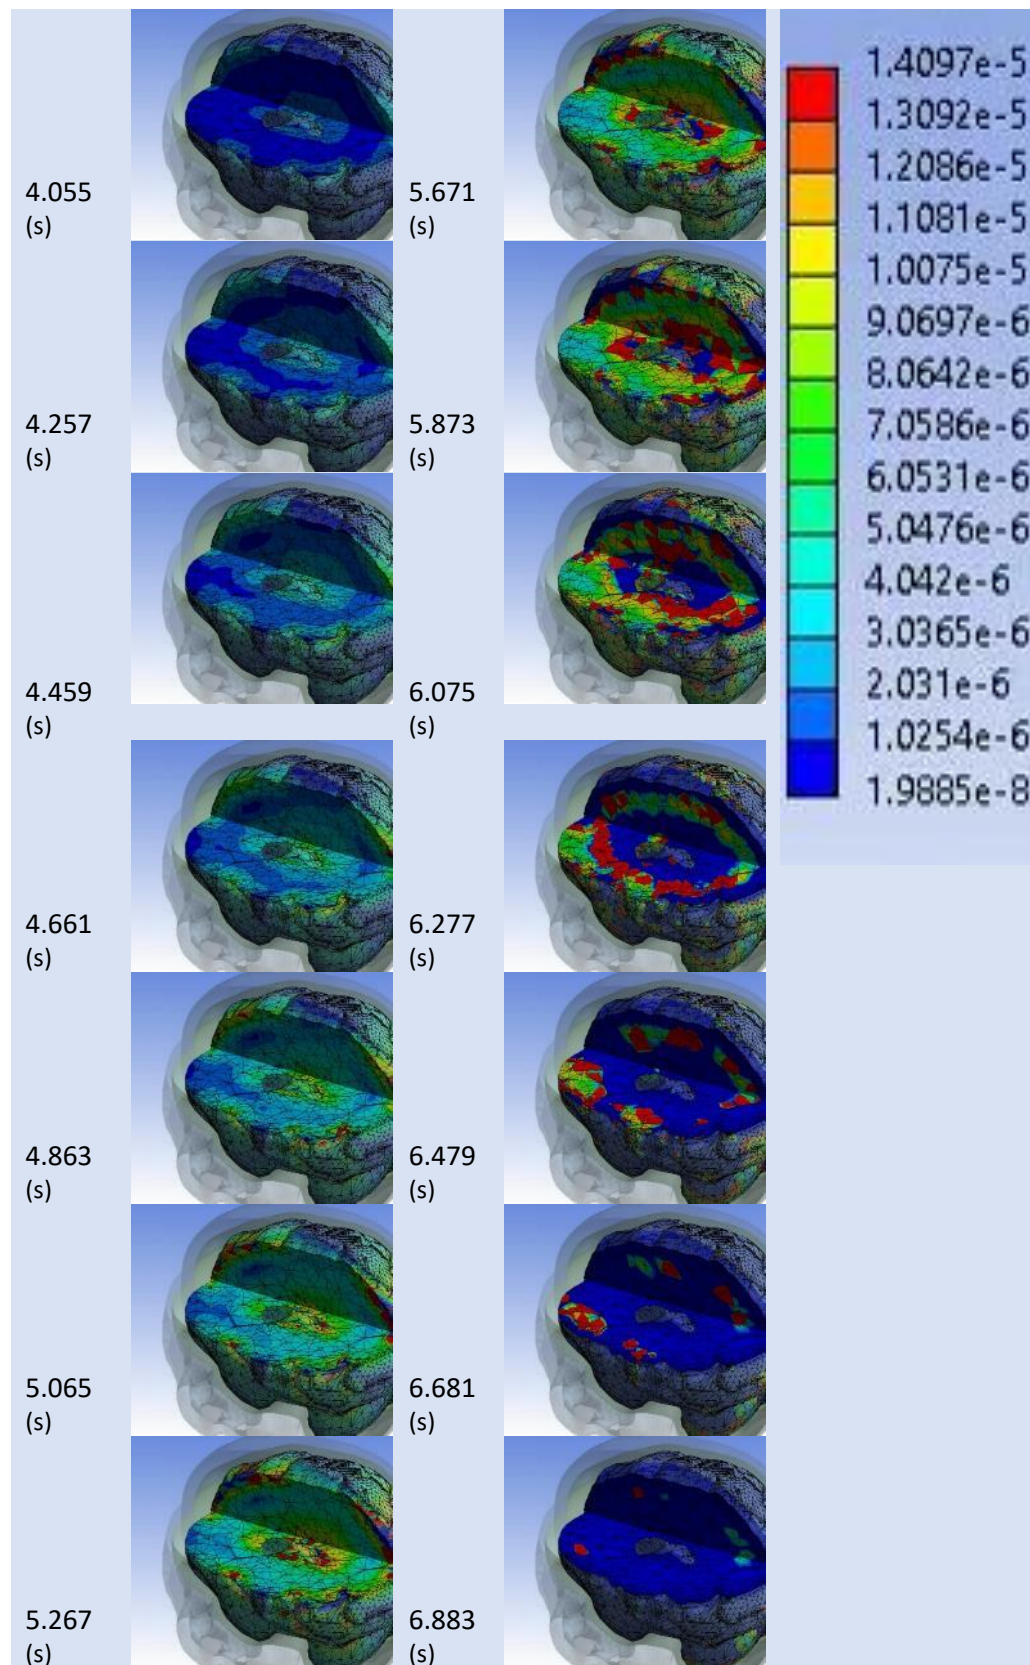 4.055
(s)
5.671
(s)
4.257
(s)
5.873
(s)
4.459
(s)
6.075
(s)
4.661
(s)
6.277
(s)
4.863
(s)
6.479
(s)
5.065
(s)
6.681
(s)
5.267
(s)
6.883
(s)
1.4097e-5
1.3092e-5
1.2086e-5
1.1081e-5
1.0075e-5
9.0697e-6
8.0642e-6
7.0586e-6
6.0531e-6
5.0476e-6
4.042e-6
3.0365e-6
2.031e-6
1.0254e-6
1.9885e-8